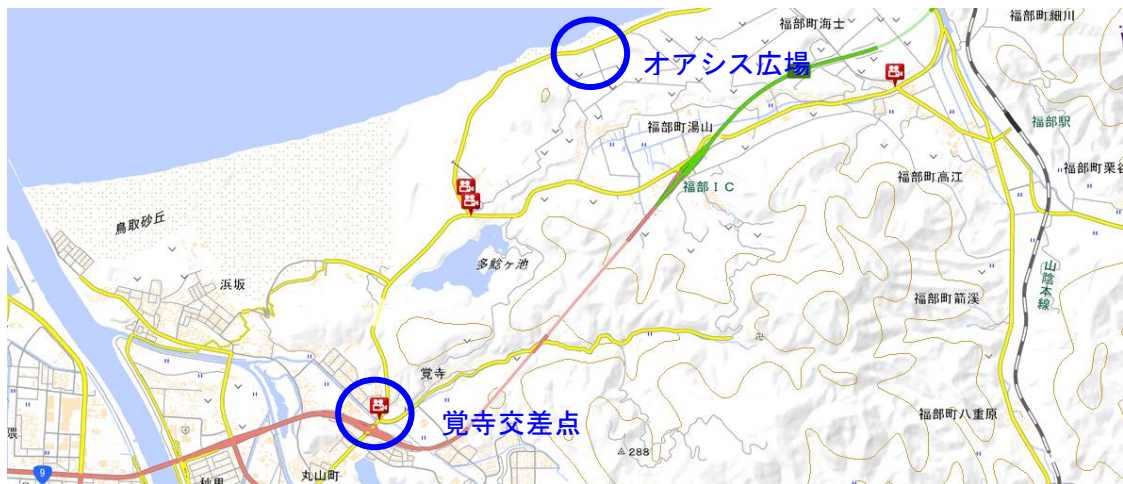 福部町海士
福部町細川
オアシス広場
福部町湯山
福部駅
福部町栗谷
福部町高江
福部ＩＣ
鳥取砂丘
多鯰ヶ池
浜坂
山陰本線
福部町箭渓
覚寺
覚寺交差点
福部町八重原
288
9
丸山町
秋里